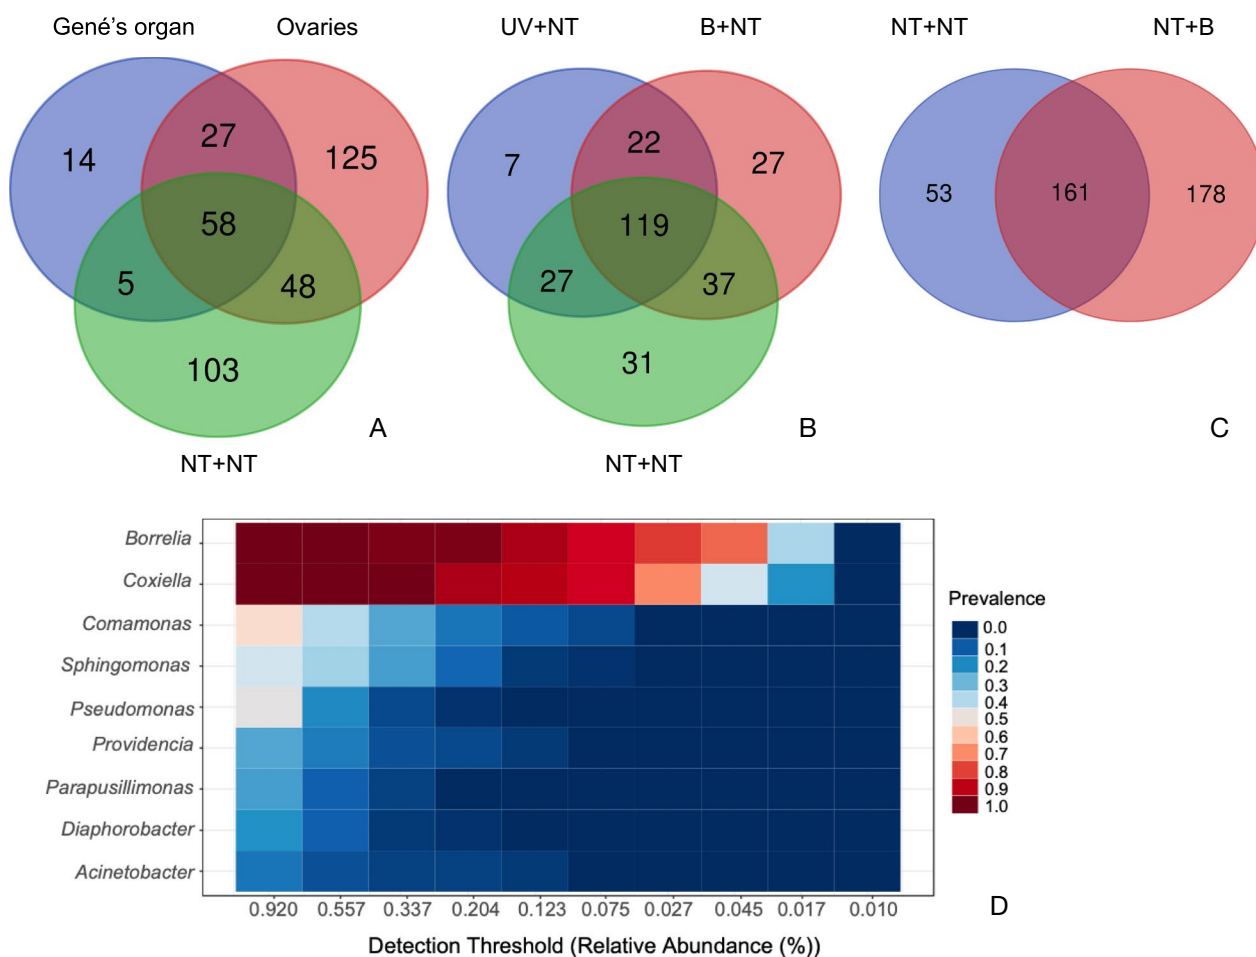 Gené's organ
Ovaries
14
27
125
58
5
48
103
A
NT+NT
UV+NT
B+NT
7
22
27
119
27
37
31
B
NT+NT
NT+NT
NT+B
53
161
178
C
Borrelia
Coxiella
Comamonas
Sphingomonas
Pseudomonas
Providencia
Parapusillimonas
Diaphorobacter
Acinetobacter
0.920 0.557 0.337 0.204 0.123 0.075 0.027 0.045 0.017 0.010
Detection Threshold (Relative Abundance (%))
Prevalence
0.0
0.1
0.2
0.3
0.4
0.5
0.6
0.7
0.8
0.9
1.0
D